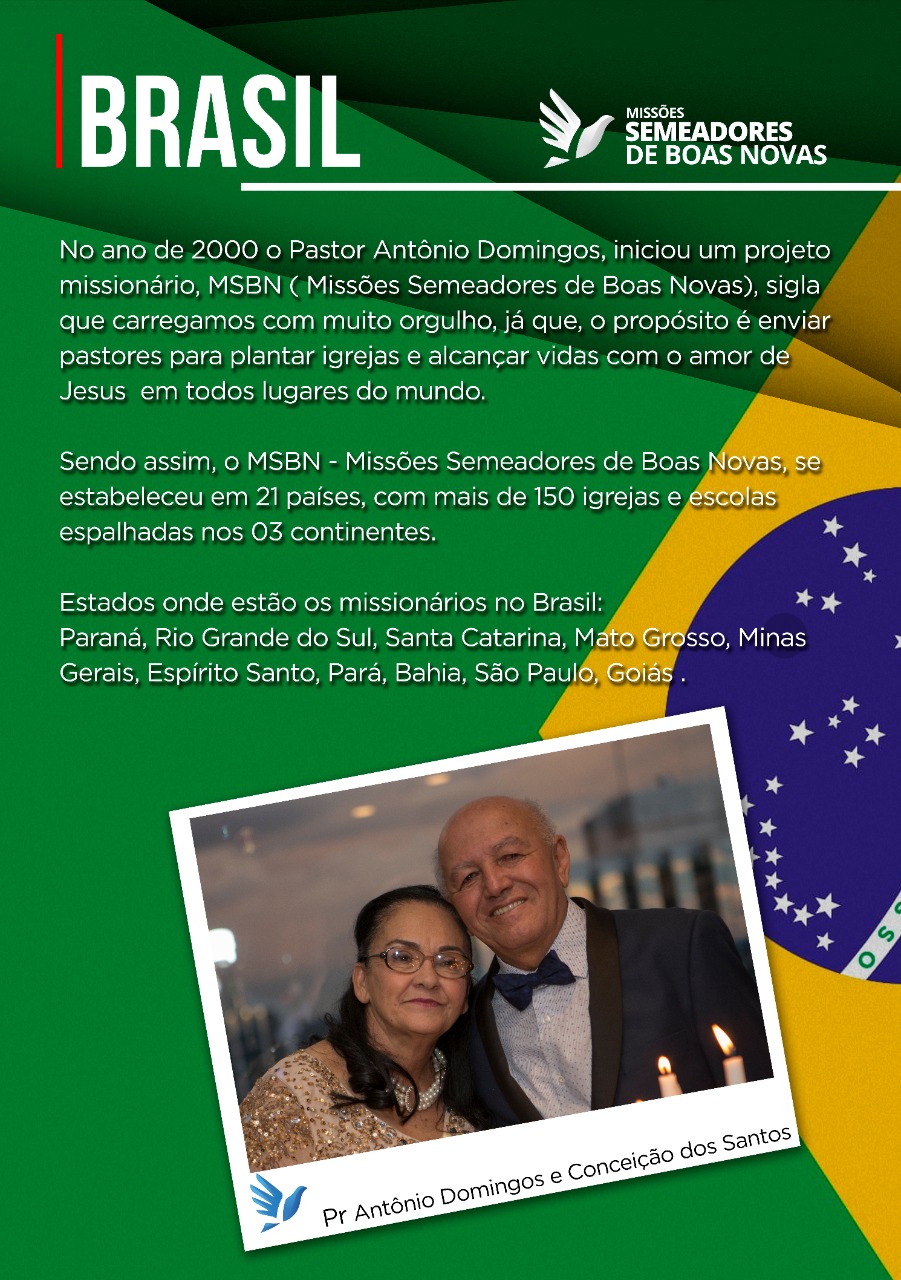 BRASIL
MISSÕES
SEMEADORES
DE BOAS NOVAS
No ano de 2000 o Pastor Antônio Domingos, iniciou um projeto
missionário, MSBN ( Missões Semeadores de Boas Novas), sigla
que carregamos com muito orgulho, já que, o propósito é enviar
pastores para plantar igrejas e alcançar vidas com o amor de
Jesus  em todos lugares do mundo.
Sendo assim, o MSBN - Missões Semeadores de Boas Novas, se
estabeleceu em 21 países, com mais de 150 igrejas e escolas
espalhadas nos 03 continentes.
Estados onde estão os missionários no Brasil:
Paraná, Rio Grande do Sul, Santa Catarina, Mato Grosso, Minas
Gerais, Espírito Santo, Pará, Bahia, São Paulo, Goiás .
Pr Antônio Domingos e Conceição dos Santos